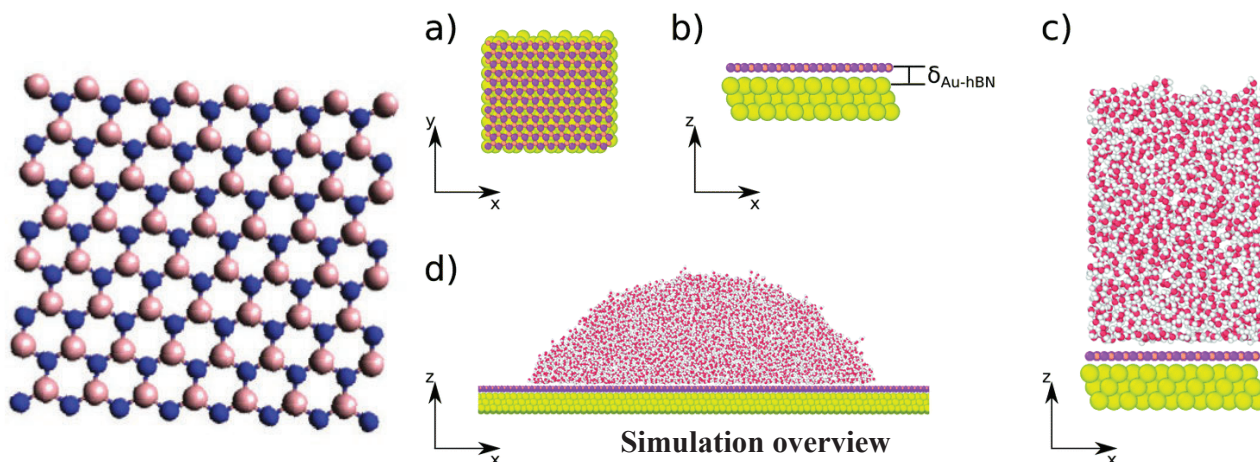 a)
y
x
b)
δAu-hBN
z
x
c)
z
x
d)
z
x
Simulation overview